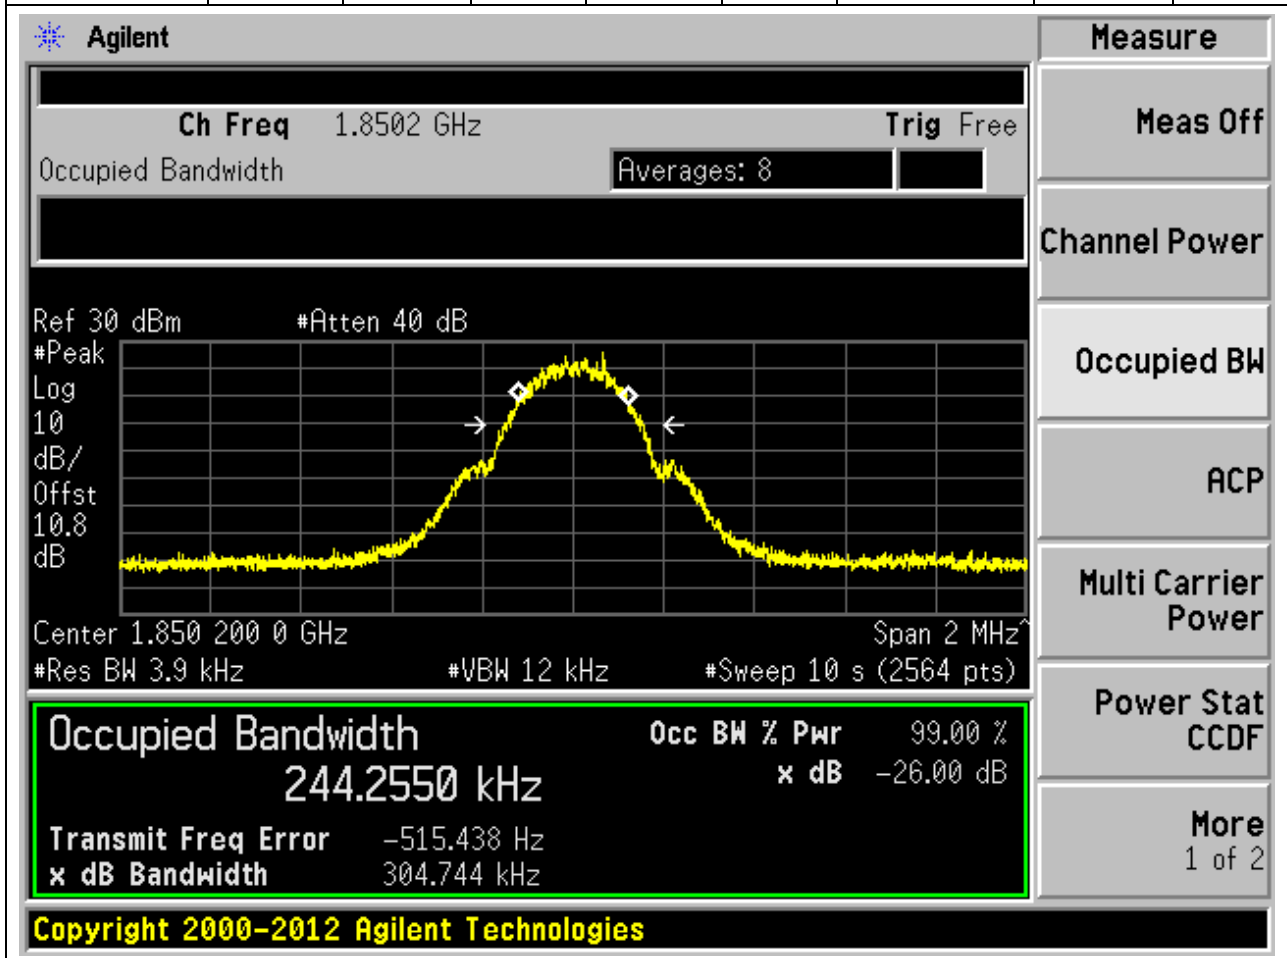 Agilent
Measure
Ch Freq 1.8502 GHz Trig Free
Occupied Bandwidth Averages: 8
Meas Off
Channel Power
Occupied BW
ACP
Multi Carrier
Power
Power Stat
CCDF
More
1 of 2
Ref 30 dBm #Atten 40 dB
#Peak
Log
10
dB/
Offst
10.8
dB
Center 1.850 200 0 GHz Span 2 MHz^
#Res BW 3.9 kHz #VBW 12 kHz #Sweep 10 s (2564 pts)
Occupied Bandwidth Occ BW % Pwr 99.00 %
244.2550 kHz x dB -26.00 dB
Transmit Freq Error -515.438 Hz
x dB Bandwidth 304.744 kHz
Copyright 2000-2012 Agilent Technologies